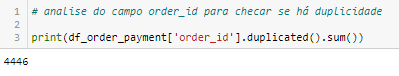 1 # analise do campo order_id para checar se há duplicidade
2
3 print(df_order_payment['order_id'].duplicated().sum())
4446